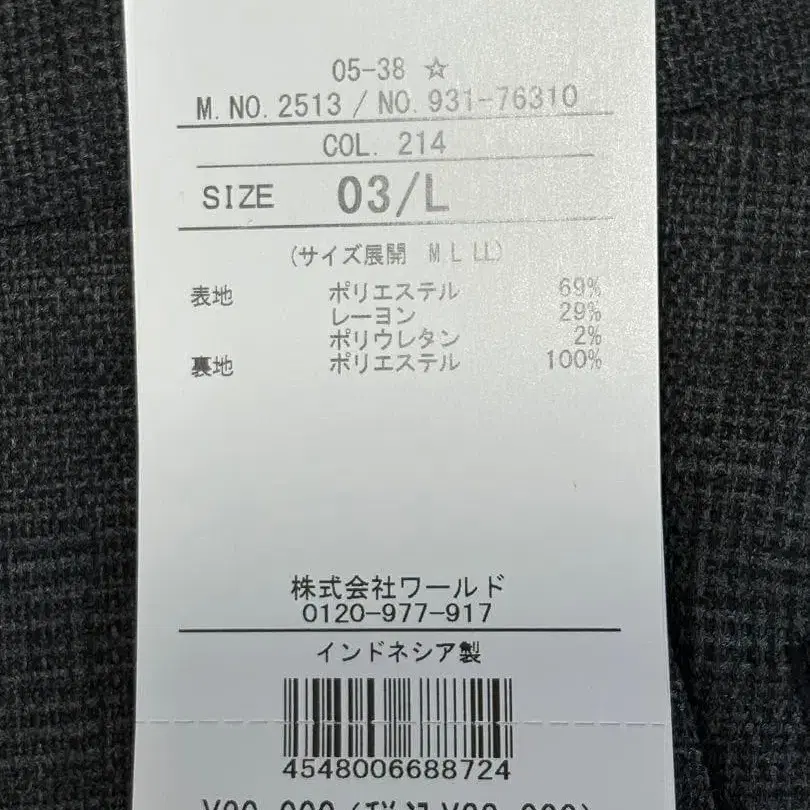 05-38 ☆
M.NO.2513 / NO.931-76310
COL. 214
SIZE 03/L
(サイズ展開 M L LL)
表地 ポリエステル 69%
レーヨン 29%
ポリウレタン 2%
裏地 ポリエステル 100%
株式会社ワールド
0120-977-917
インドネシア製
4548006688724